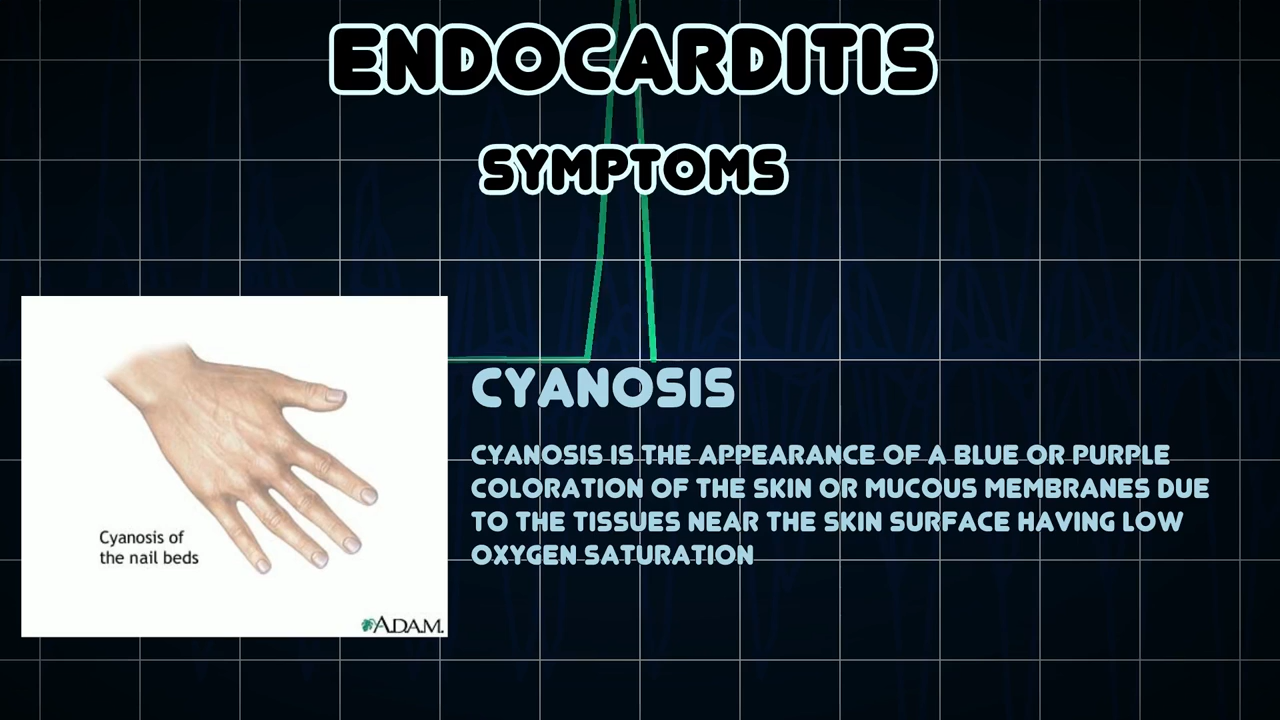 ENDOCARDITIS
SYMPTOMS
CYANOSIS
CYANOSIS IS THE APPEARANCE OF A BLUE OR PURPLE
COLORATION OF THE SKIN OR MUCOUS MEMBRANES DUE
TO THE TISSUES NEAR THE SKIN SURFACE HAVING LOW
OXYGEN SATURATION
Cyanosis of
the nail beds
ADAM.